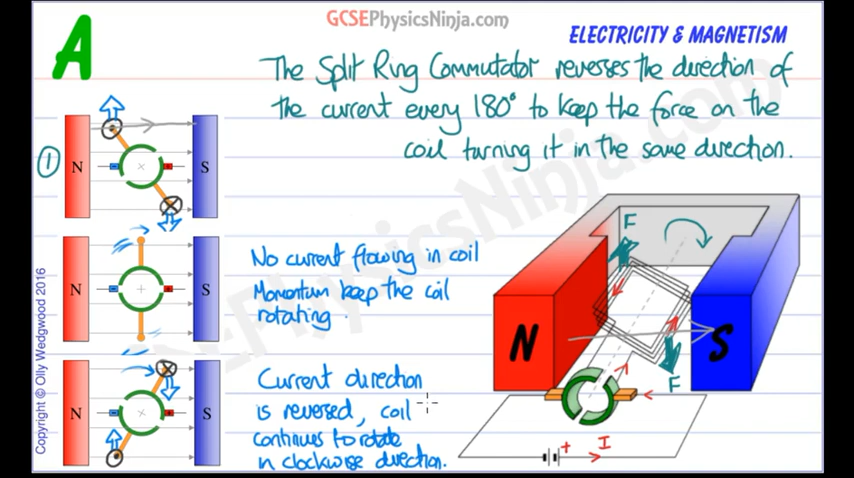 GCSEPhysicsNinja.com
ELECTRICITY & MAGNETISM
A
The Split Ring Commutator reverses the direction of
the current every 180° to keep the force on the
coil turning it in the same direction.
1
N
S
N
S
No current flowing in coil
Momentum keep the coil
rotating
N
S
Current direction
is reversed, coil
continues to rotate
in clockwise direction.
F
N
S
F
+
I
Copyright © Olly Wedgwood 2016
GCSEPhysicsNinja.com